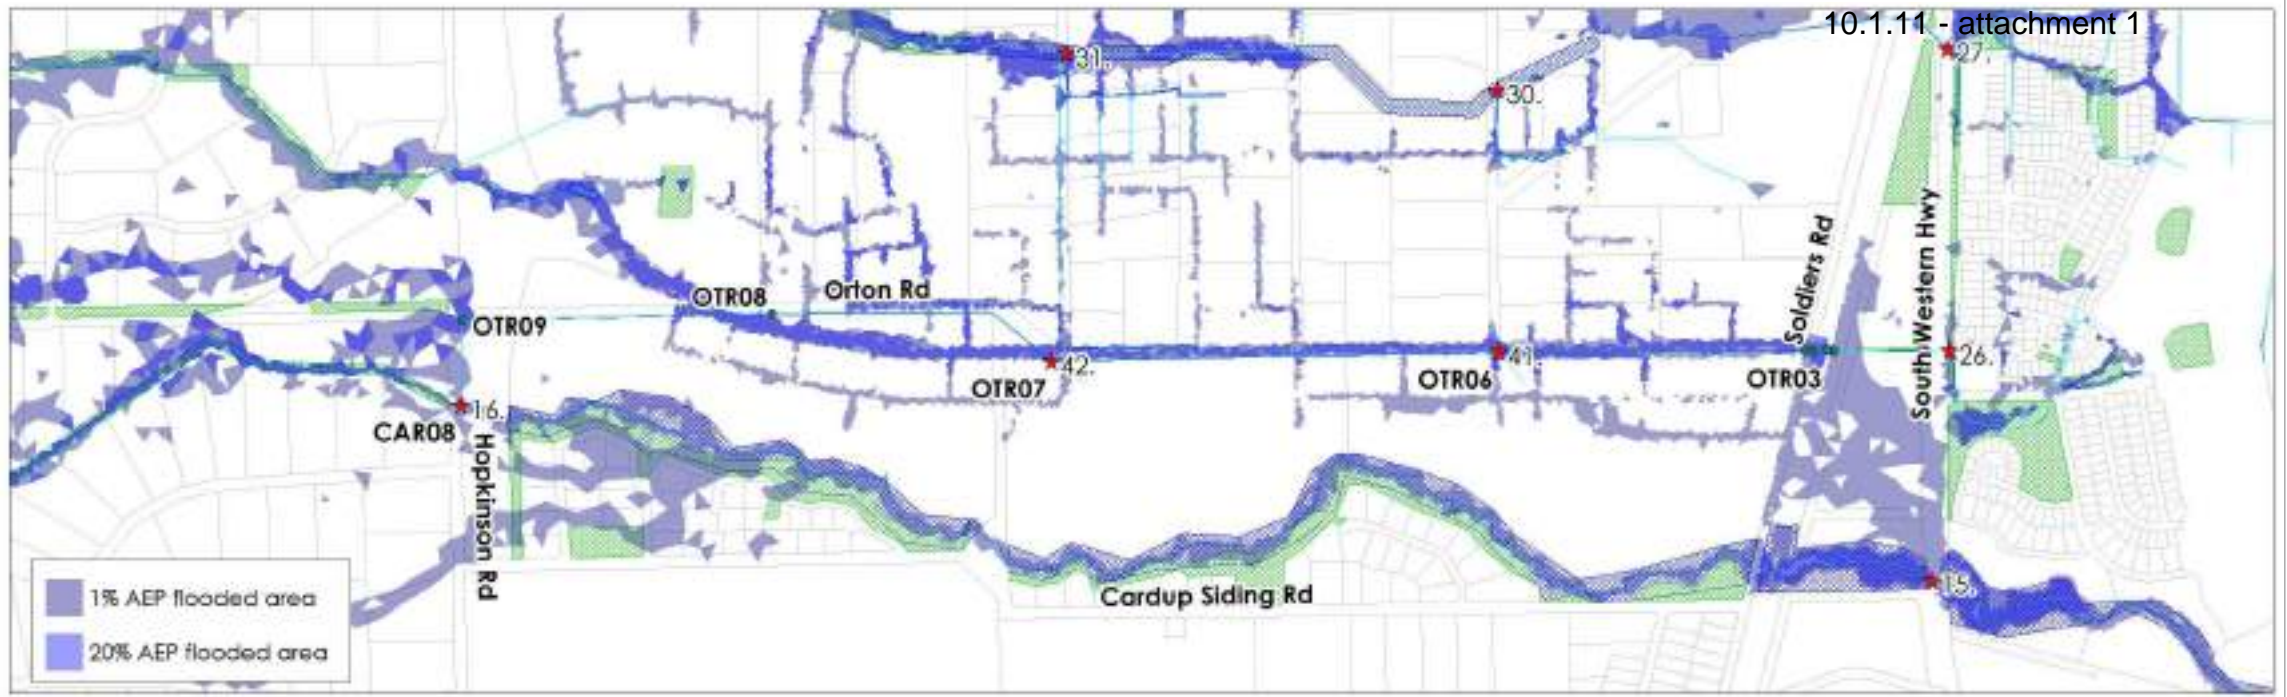 10.1.11 - attachment 1
31.
27.
30.
Soldiers Rd
South Western Hwy
OTR08
Orton Rd
OTR09
42.
41.
26.
OTR07
OTR06
OTR03
16.
CAR08
Hopkinson Rd
Cardup Siding Rd
15.
1% AEP flooded area
20% AEP flooded area